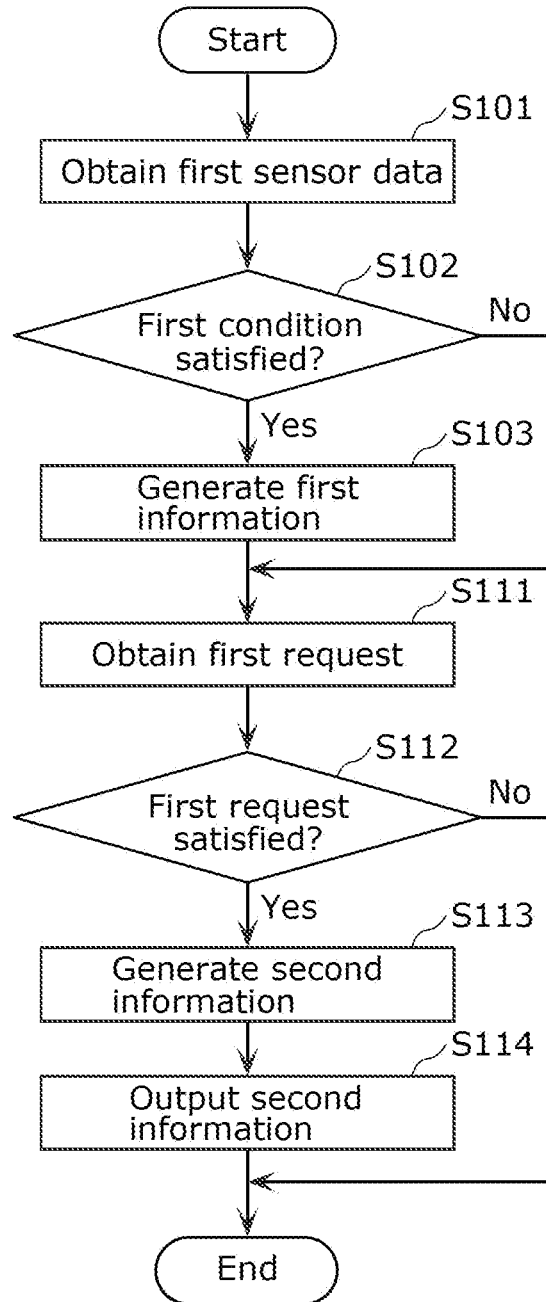 Start
S101
Obtain first sensor data
S102
First condition
satisfied?
No
Yes
S103
Generate first
information
S111
Obtain first request
S112
First request
satisfied?
No
Yes
S113
Generate second
information
S114
Output second
information
End